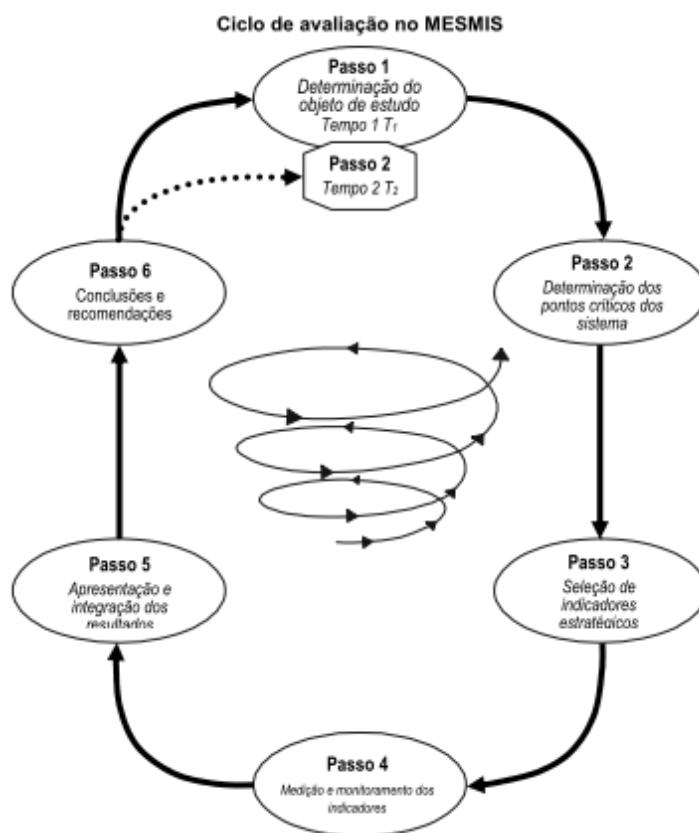 Ciclo de avaliação no MESMIS
Passo 1
Determinação do
objeto de estudo
Tempo 1 T₁
Passo 2
Tempo 2 T₂
Passo 6
Conclusões e
recomendações
Passo 2
Determinação dos
pontos críticos dos
sistema
Passo 5
Apresentação e
integração dos
resultados
Passo 3
Seleção de
indicadores
estratégicos
Passo 4
Medição e monitoramento dos
indicadores